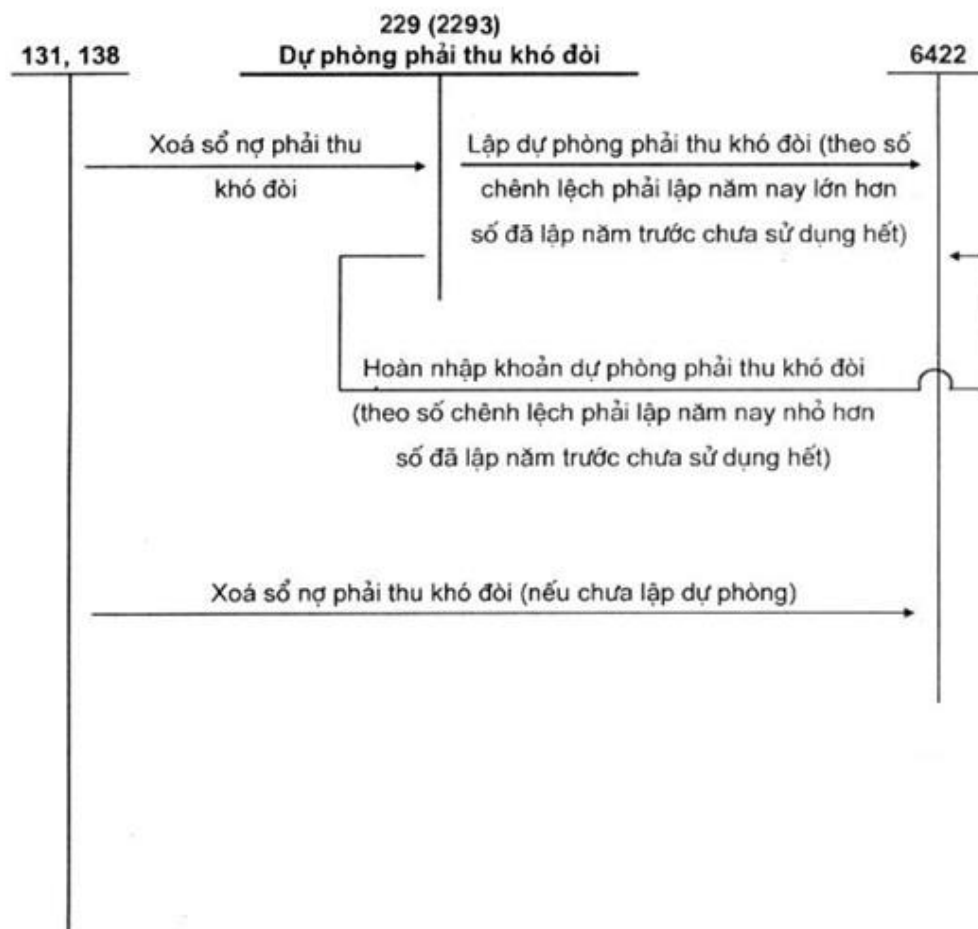 229 (2293)
131, 138
Dự phòng phải thu khó đòi
6422
Xoá sổ nợ phải thu
khó đòi
Lập dự phòng phải thu khó đòi (theo số
chênh lệch phải lập năm nay lớn hơn
số đã lập năm trước chưa sử dụng hết)
Hoàn nhập khoản dự phòng phải thu khó đòi
(theo số chênh lệch phải lập năm nay nhỏ hơn
số đã lập năm trước chưa sử dụng hết)
Xoá sổ nợ phải thu khó đòi (nếu chưa lập dự phòng)